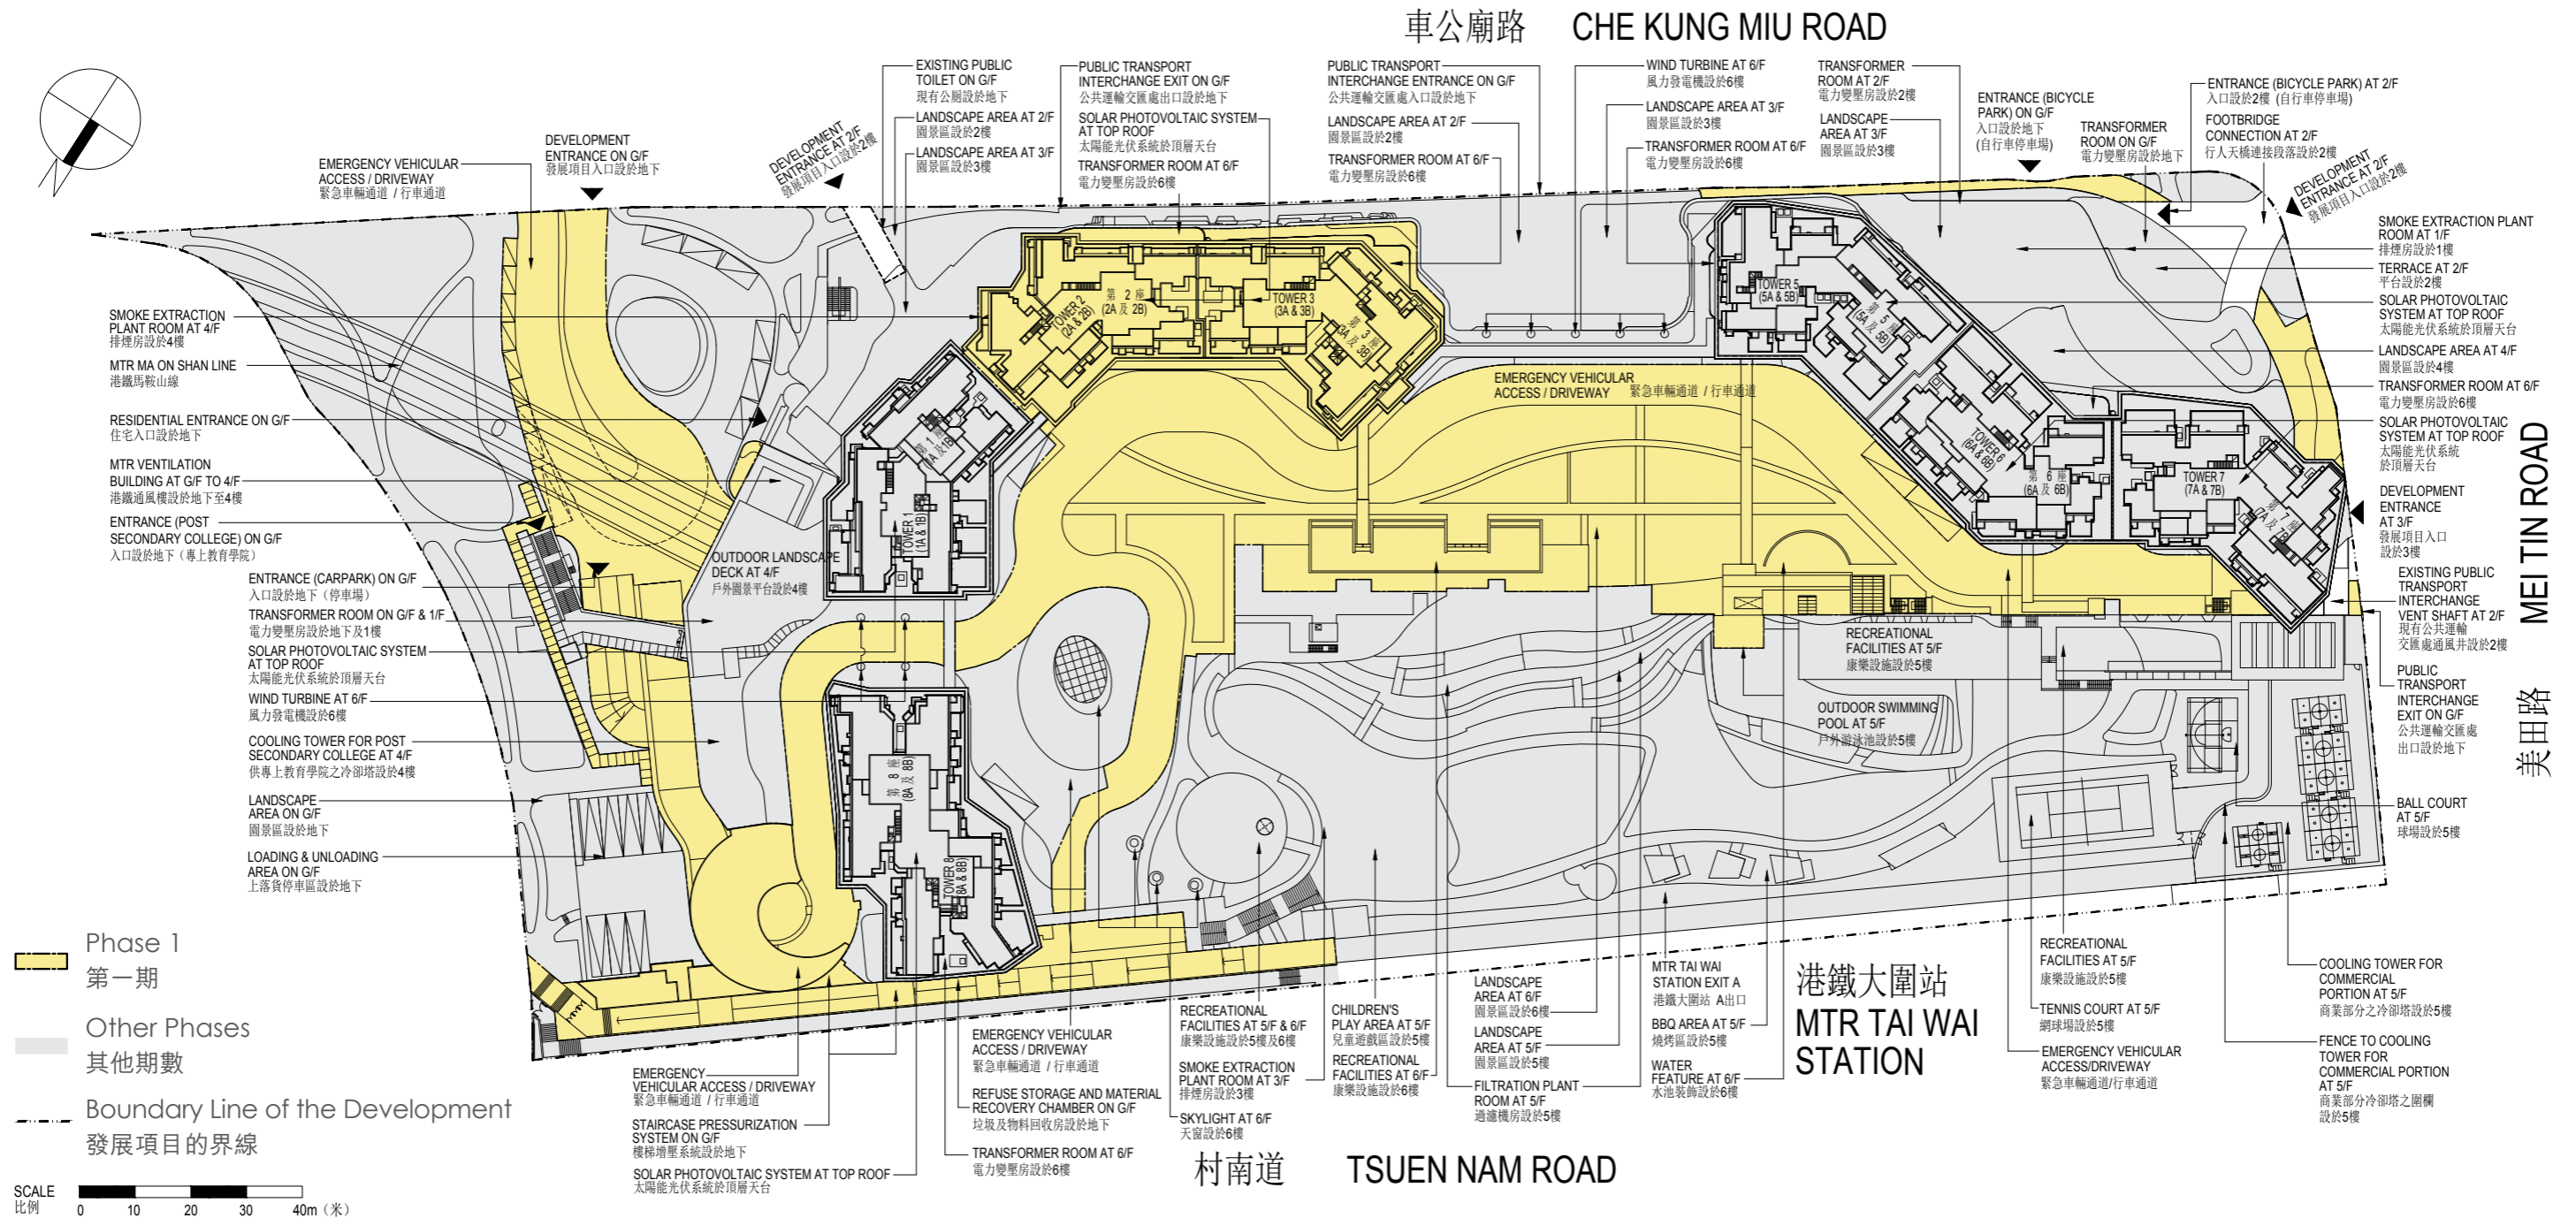 車公廟路 CHE KUNG MIU ROAD
EXISTING PUBLIC
TOILET ON G/F
現有公厠設於地下
LANDSCAPE AREA AT 2/F
園景區設於2樓
LANDSCAPE AREA AT 3/F
園景區設於3樓
PUBLIC TRANSPORT
INTERCHANGE EXIT ON G/F
公共運輸交匯處出口設於地下
SOLAR PHOTOVOLTAIC SYSTEM
AT TOP ROOF
太陽能光伏系統於頂層天台
TRANSFORMER ROOM AT 6/F
電力變壓房設於6樓
PUBLIC TRANSPORT
INTERCHANGE ENTRANCE ON G/F
公共運輸交匯處入口設於地下
LANDSCAPE AREA AT 2/F
園景區設於2樓
TRANSFORMER ROOM AT 6/F
電力變壓房設於6樓
WIND TURBINE AT 6/F
風力發電機設於6樓
LANDSCAPE AREA AT 3/F
園景區設於3樓
TRANSFORMER ROOM AT 6/F
電力變壓房設於6樓
TRANSFORMER
ROOM AT 2/F
電力變壓房設於2樓
LANDSCAPE
AREA AT 3/F
園景區設於3樓
ENTRANCE (BICYCLE
PARK) ON G/F
入口設於地下
(自行車停車場)
TRANSFORMER
ROOM ON G/F
電力變壓房設於地下
ENTRANCE (BICYCLE PARK) AT 2/F
入口設於2樓 (自行車停車場)
FOOTBRIDGE
CONNECTION AT 2/F
行人天橋連接段落設於2樓
DEVELOPMENT
ENTRANCE AT 2/F
發展項目入口設於2樓
DEVELOPMENT
ENTRANCE ON G/F
發展項目入口設於地下
DEVELOPMENT
ENTRANCE AT 2/F
發展項目入口設於2樓
EMERGENCY VEHICULAR
ACCESS / DRIVEWAY
緊急車輛通道 / 行車通道
SMOKE EXTRACTION
PLANT ROOM AT 4/F
排煙房設於4樓
MTR MA ON SHAN LINE
港鐵馬鞍山線
RESIDENTIAL ENTRANCE ON G/F
住宅入口設於地下
MTR VENTILATION
BUILDING AT G/F TO 4/F
港鐵通風樓設於地下至4樓
ENTRANCE (POST
SECONDARY COLLEGE) ON G/F
入口設於地下（專上教育學院）
ENTRANCE (CARPARK) ON G/F
入口設於地下（停車場）
TRANSFORMER ROOM ON G/F & 1/F
電力變壓房設於地下及1樓
SOLAR PHOTOVOLTAIC SYSTEM
AT TOP ROOF
太陽能光伏系統於頂層天台
WIND TURBINE AT 6/F
風力發電機設於6樓
COOLING TOWER FOR POST
SECONDARY COLLEGE AT 4/F
供專上教育學院之冷卻塔設於4樓
LANDSCAPE
AREA ON G/F
園景區設於地下
LOADING & UNLOADING
AREA ON G/F
上落貨停車區設於地下
TOWER 2
(2A & 2B)
第 2 座
(2A 及 2B)
TOWER 3
(3A & 3B)
第 3 座
(3A 及 3B)
TOWER 5
(5A & 5B)
第 5 座
(5A 及 5B)
TOWER 6
(6A & 6B)
第 6 座
(6A 及 6B)
TOWER 7
(7A & 7B)
第 7 座
(7A 及 7B)
第 1 座
(1A 及 1B)
TOWER 1
(1A & 1B)
第 8 座
(8A 及 8B)
TOWER 8
(8A & 8B)
OUTDOOR LANDSCAPE
DECK AT 4/F
戶外園景平台設於4樓
EMERGENCY VEHICULAR
ACCESS / DRIVEWAY 緊急車輛通道 / 行車通道
RECREATIONAL
FACILITIES AT 5/F
康樂設施設於5樓
OUTDOOR SWIMMING
POOL AT 5/F
戶外游泳池設於5樓
SMOKE EXTRACTION PLANT
ROOM AT 1/F
排煙房設於1樓
TERRACE AT 2/F
平台設於2樓
SOLAR PHOTOVOLTAIC
SYSTEM AT TOP ROOF
太陽能光伏系統於頂層天台
LANDSCAPE AREA AT 4/F
園景區設於4樓
TRANSFORMER ROOM AT 6/F
電力變壓房設於6樓
SOLAR PHOTOVOLTAIC
SYSTEM AT TOP ROOF
太陽能光伏系統
於頂層天台
DEVELOPMENT
ENTRANCE
AT 3/F
發展項目入口
設於3樓
EXISTING PUBLIC
TRANSPORT
INTERCHANGE
VENT SHAFT AT 2/F
現有公共運輸
交匯處通風井設於2樓
PUBLIC
TRANSPORT
INTERCHANGE
EXIT ON G/F
公共運輸交匯處
出口設於地下
BALL COURT
AT 5/F
球場設於5樓
美田路 MEI TIN ROAD
Phase 1
第一期
Other Phases
其他期數
Boundary Line of the Development
發展項目的界線
SCALE
比例
0 10 20 30 40m（米）
EMERGENCY
VEHICULAR ACCESS / DRIVEWAY
緊急車輛通道 / 行車通道
STAIRCASE PRESSURIZATION
SYSTEM ON G/F
樓梯增壓系統設於地下
SOLAR PHOTOVOLTAIC SYSTEM AT TOP ROOF
太陽能光伏系統於頂層天台
EMERGENCY VEHICULAR
ACCESS / DRIVEWAY
緊急車輛通道 / 行車通道
REFUSE STORAGE AND MATERIAL
RECOVERY CHAMBER ON G/F
垃圾及物料回收房設於地下
TRANSFORMER ROOM AT 6/F
電力變壓房設於6樓
RECREATIONAL
FACILITIES AT 5/F & 6/F
康樂設施設於5樓及6樓
SMOKE EXTRACTION
PLANT ROOM AT 3/F
排煙房設於3樓
SKYLIGHT AT 6/F
天窗設於6樓
CHILDREN'S
PLAY AREA AT 5/F
兒童遊戲區設於5樓
RECREATIONAL
FACILITIES AT 6/F
康樂設施設於6樓
LANDSCAPE
AREA AT 6/F
園景區設於6樓
LANDSCAPE
AREA AT 5/F
園景區設於5樓
FILTRATION PLANT
ROOM AT 5/F
過濾機房設於5樓
MTR TAI WAI
STATION EXIT A
港鐵大圍站 A出口
BBQ AREA AT 5/F
燒烤區設於5樓
WATER
FEATURE AT 6/F
水池裝飾設於6樓
港鐵大圍站
MTR TAI WAI
STATION
RECREATIONAL
FACILITIES AT 5/F
康樂設施設於5樓
TENNIS COURT AT 5/F
網球場設於5樓
EMERGENCY VEHICULAR
ACCESS/DRIVEWAY
緊急車輛通道/行車通道
COOLING TOWER FOR
COMMERCIAL
PORTION AT 5/F
商業部分之冷卻塔設於5樓
FENCE TO COOLING
TOWER FOR
COMMERCIAL PORTION
AT 5/F
商業部分冷卻塔之圍欄
設於5樓
村南道 TSUEN NAM ROAD